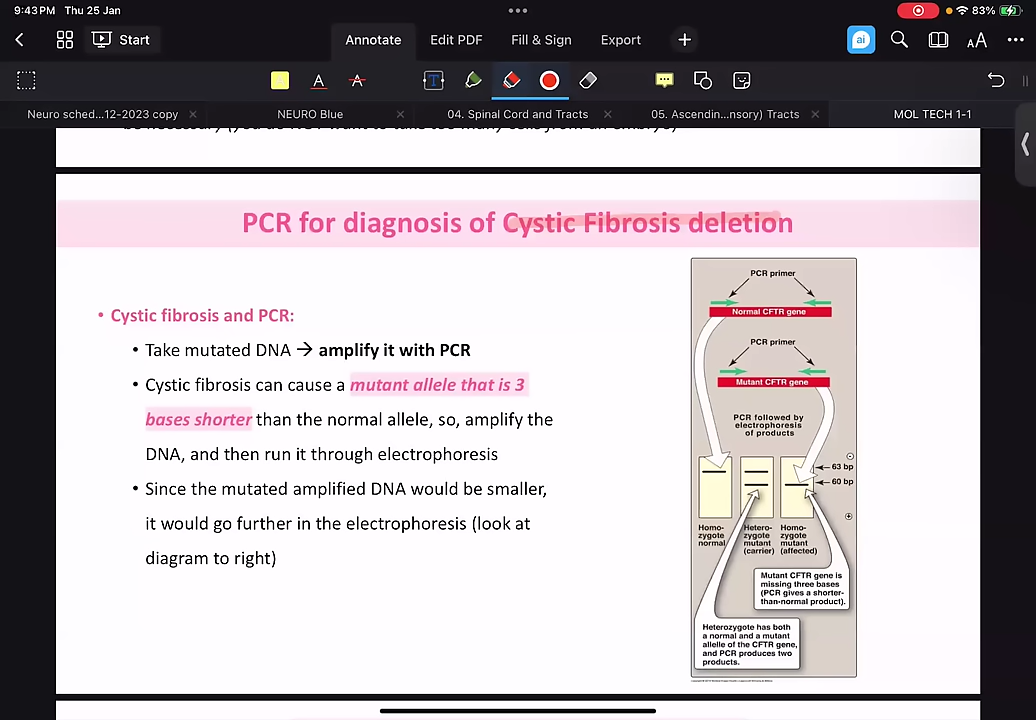 9:43 PM Thu 25 Jan
83%
Start
Annotate
Edit PDF
Fill & Sign
Export
ai
AA
T
A
A
Neuro sched...12-2023 copy
NEURO Blue
04. Spinal Cord and Tracts
05. Ascendin...nsory) Tracts
MOL TECH 1-1
PCR for diagnosis of Cystic Fibrosis deletion
• Cystic fibrosis and PCR:
• Take mutated DNA → amplify it with PCR
• Cystic fibrosis can cause a mutant allele that is 3
bases shorter than the normal allele, so, amplify the
DNA, and then run it through electrophoresis
• Since the mutated amplified DNA would be smaller,
it would go further in the electrophoresis (look at
diagram to right)
PCR primer
Normal CFTR gene
PCR primer
Mutant CFTR gene
PCR followed by
electrophoresis
of products
63 bp
60 bp
Homo-
zygote
normal
Hetero-
zygote
mutant
(carrier)
Homo-
zygote
mutant
(affected)
Mutant CFTR gene is
missing three bases
(PCR gives a shorter-
than-normal product).
Heterozygote has both
a normal and a mutant
allelle of the CFTR gene,
and PCR produces two
products.